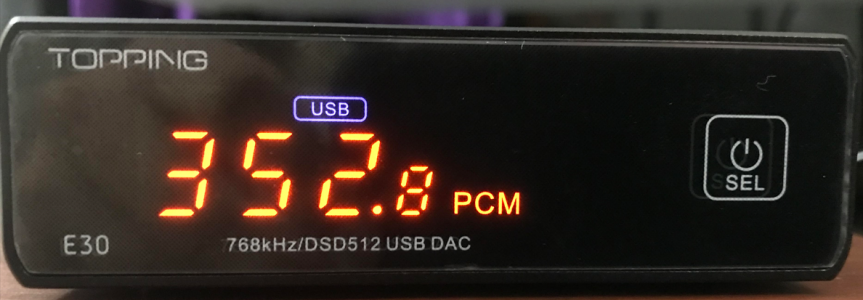 TOPPING
USB
352.8 PCM
SEL
E30
768kHz/DSD512 USB DAC